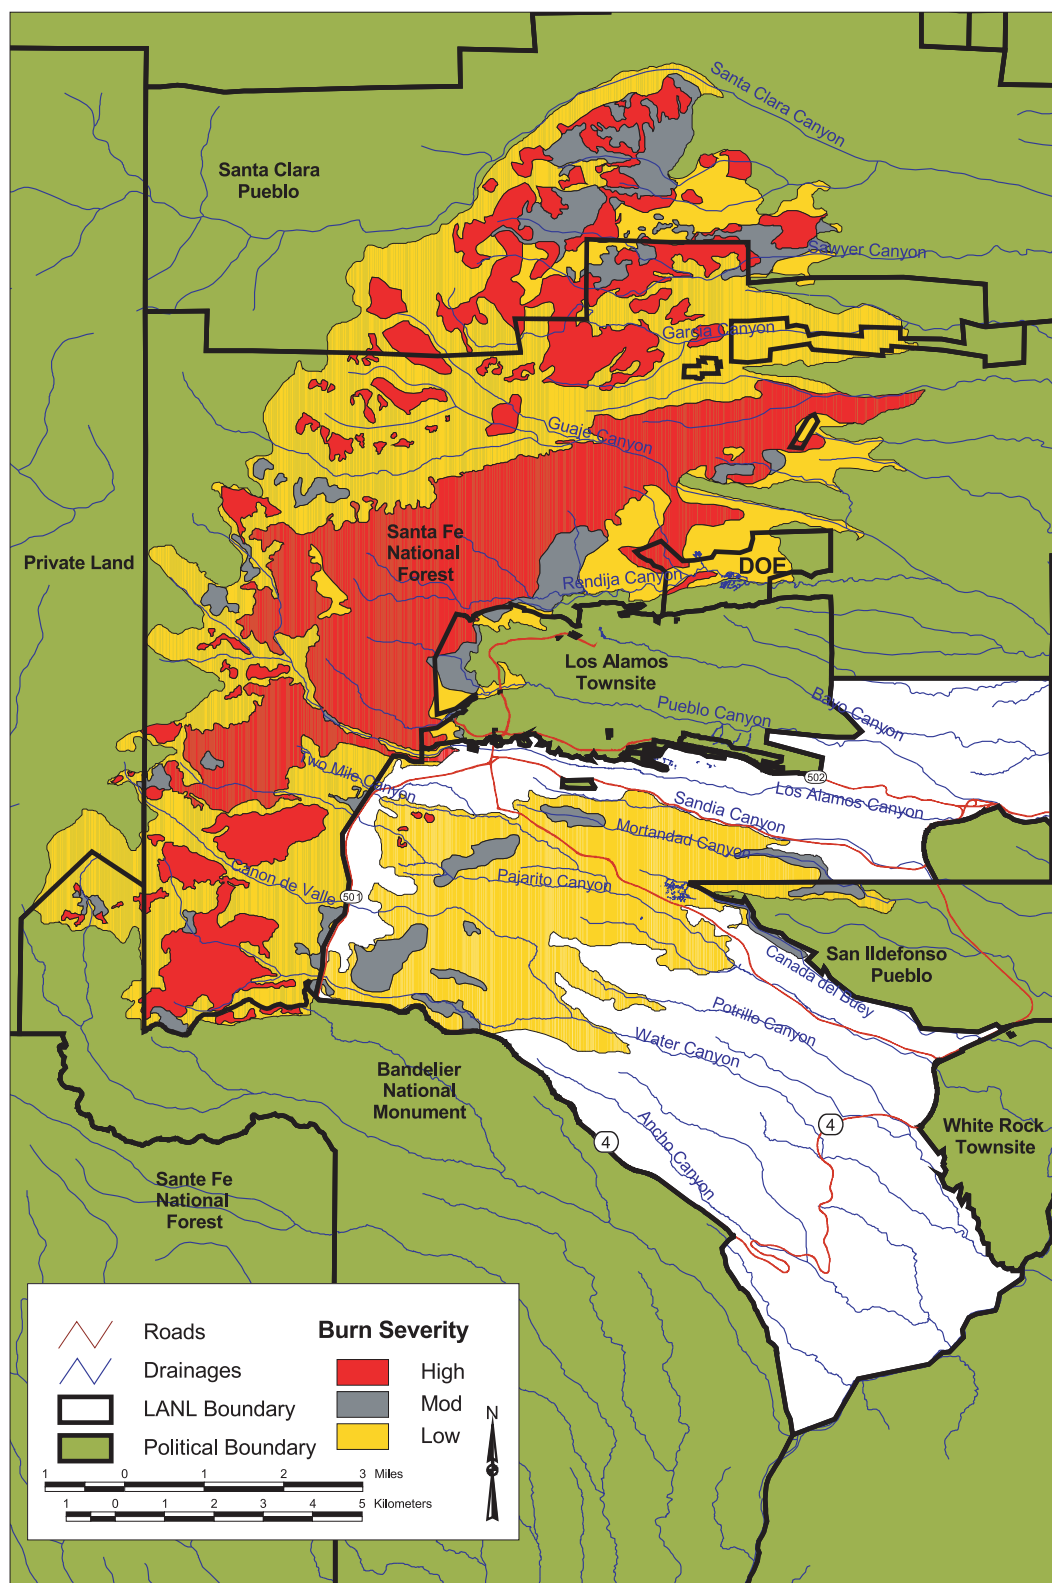 Santa Clara Canyon
Santa Clara
Pueblo
Sawyer Canyon
Garcia Canyon
Guaje Canyon
Santa Fe
National
Forest
Private Land
DOE
Rendija Canyon
Los Alamos
Townsite
Bayo Canyon
Pueblo Canyon
502
Two Mile Canyon
Los Alamos Canyon
Sandia Canyon
Mortandad Canyon
Canon de Valle
Pajarito Canyon
501
San Ildefonso
Pueblo
Canada del Buey
Potrillo Canyon
Water Canyon
Bandelier
National
Monument
Ancho Canyon
4
4
White Rock
Townsite
Sante Fe
National
Forest
Roads
Drainages
LANL Boundary
Political Boundary
Burn Severity
High
Mod
Low
N
1 0 1 2 3 Miles
1 0 1 2 3 4 5 Kilometers